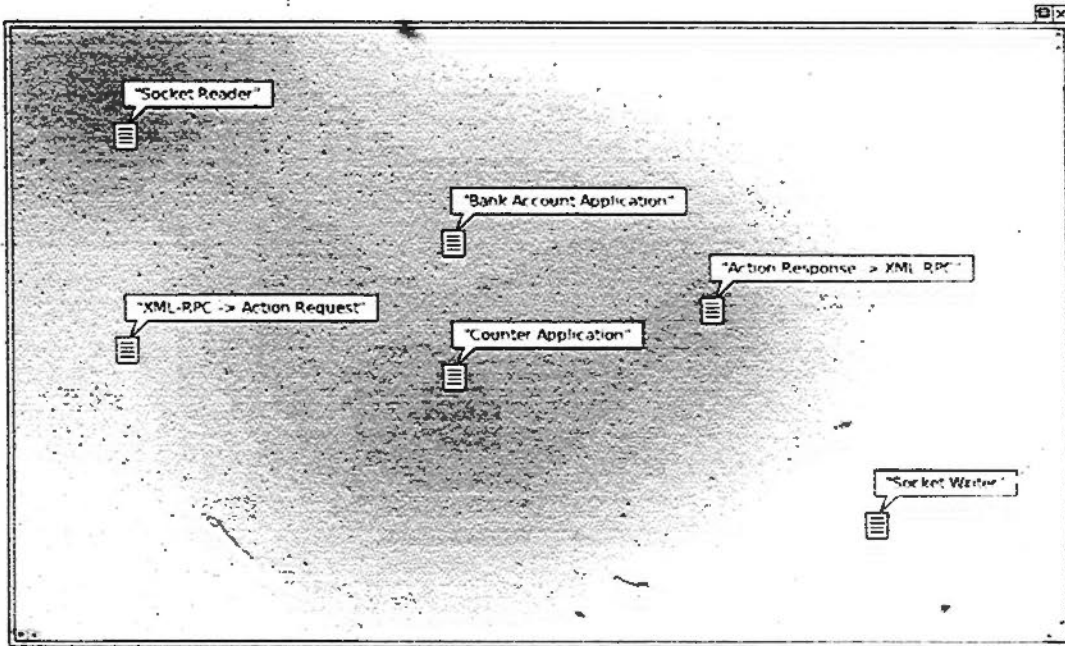 "Socket Reader"
"Bank Account Application"
"Action Response -> XML-RPC"
"XML-RPC -> Action Request"
"Counter Application"
"Socket Writer"